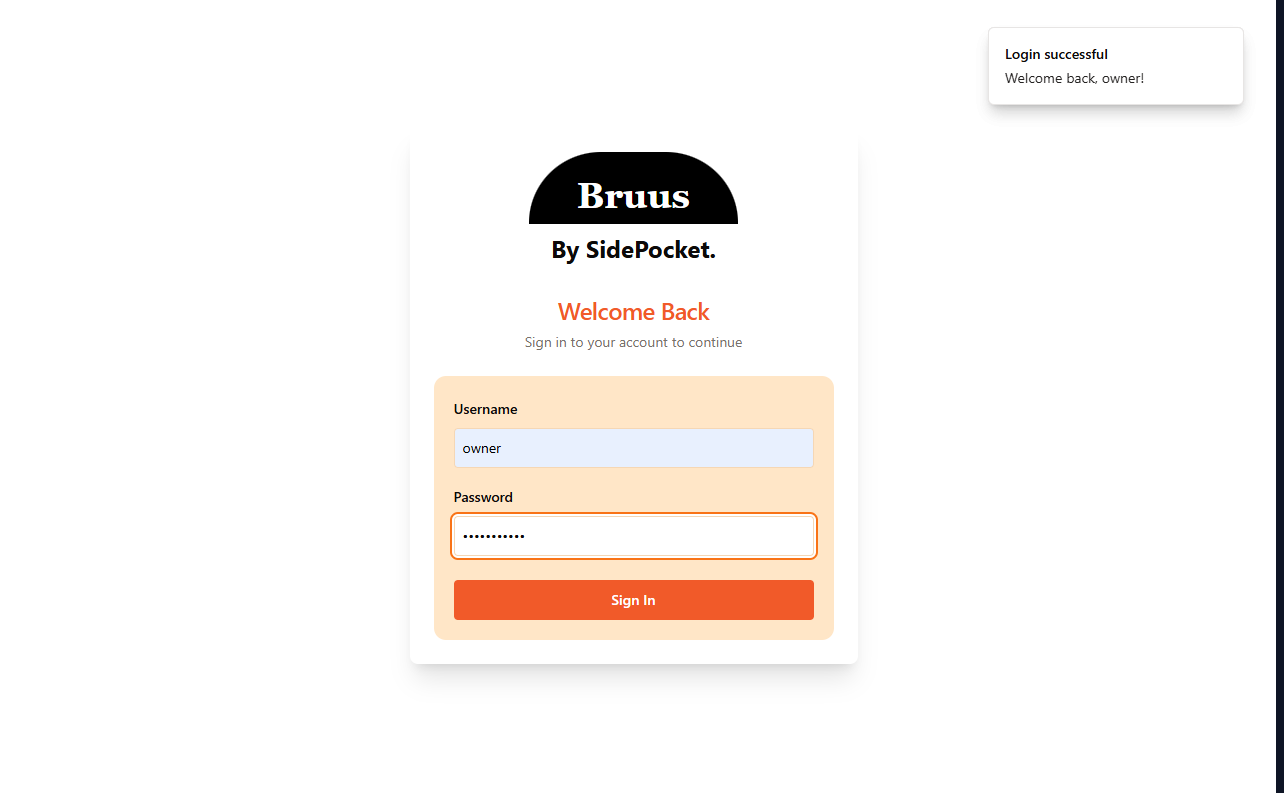 Login successful
Welcome back, owner!
Bruus
By SidePocket.
Welcome Back
Sign in to your account to continue
Username
owner
Password
•••••••••••
Sign In